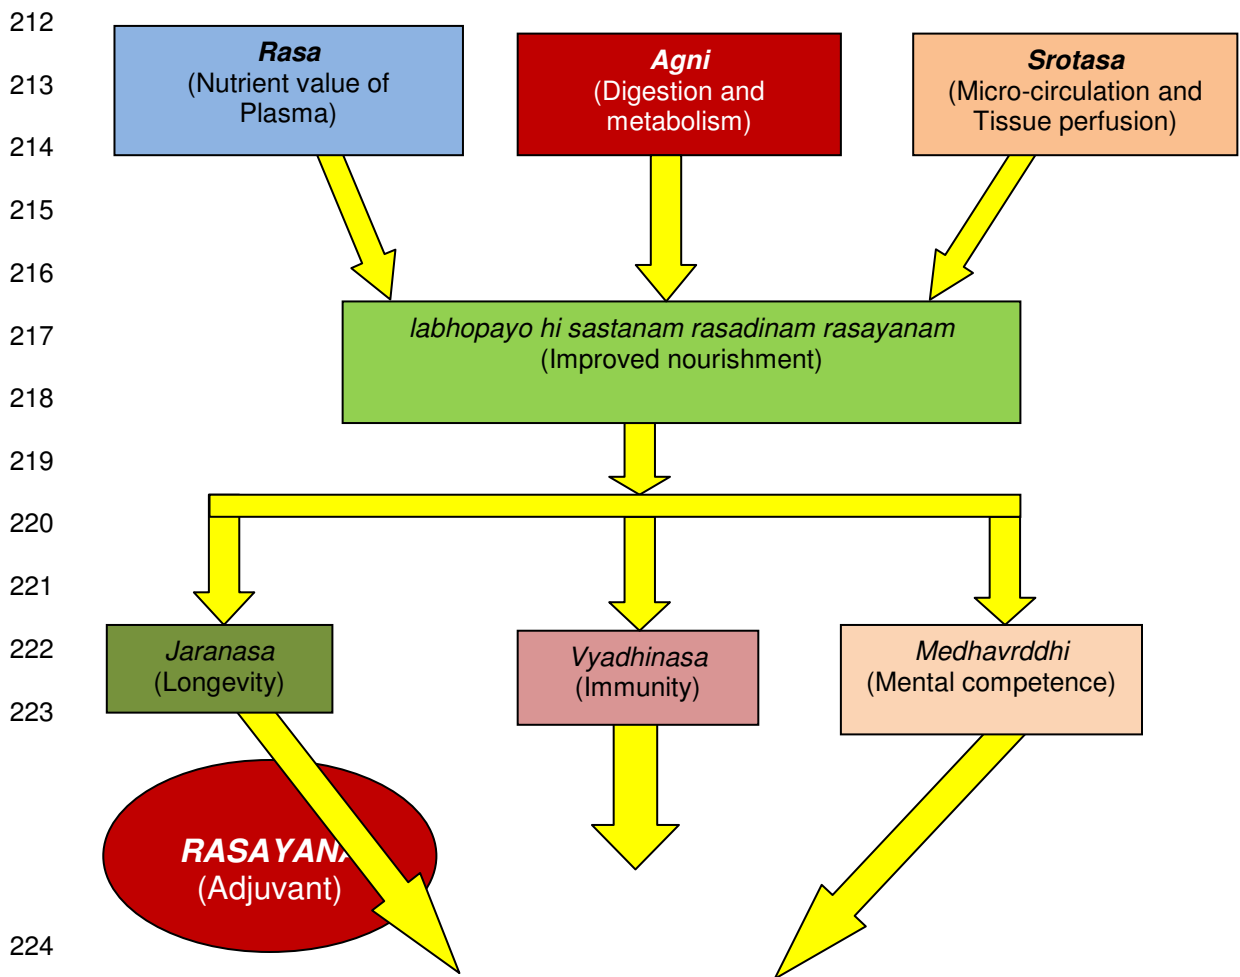 212
Rasa
(Nutrient value of
Plasma)
Agni
(Digestion and
metabolism)
Srotasa
(Micro-circulation and
Tissue perfusion)
213
214
215
216
labhopayo hi sastanam rasadinam rasayanam
(Improved nourishment)
217
218
219
220
221
Jaranasa
(Longevity)
Vyadhinasa
(Immunity)
Medhavrddhi
(Mental competence)
222
223
RASAYANA
(Adjuvant)
224